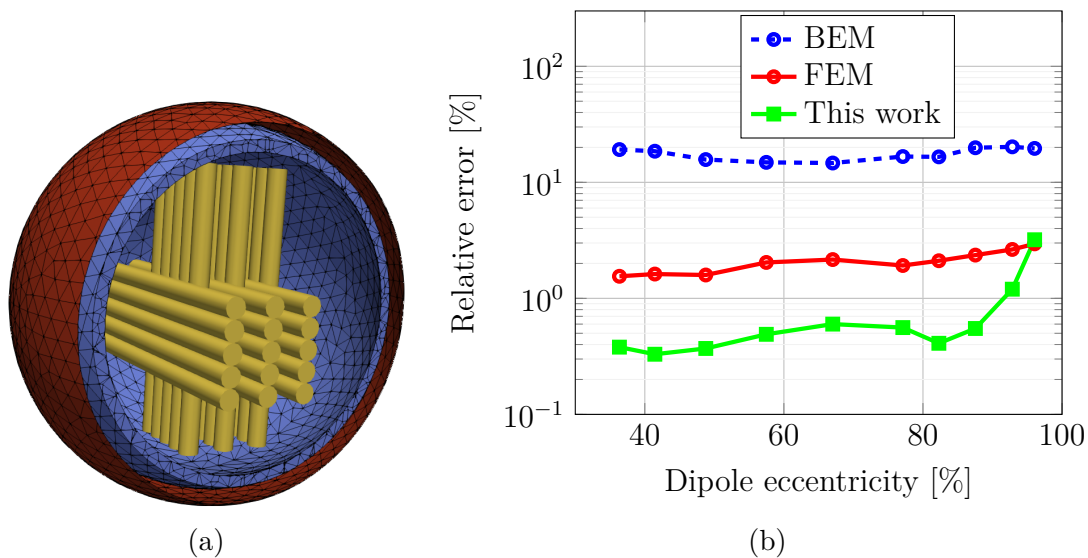 BEM
FEM
This work
10^2
10^1
10^0
10^−1
Relative error [%]
40
60
80
100
Dipole eccentricity [%]
(a)
(b)